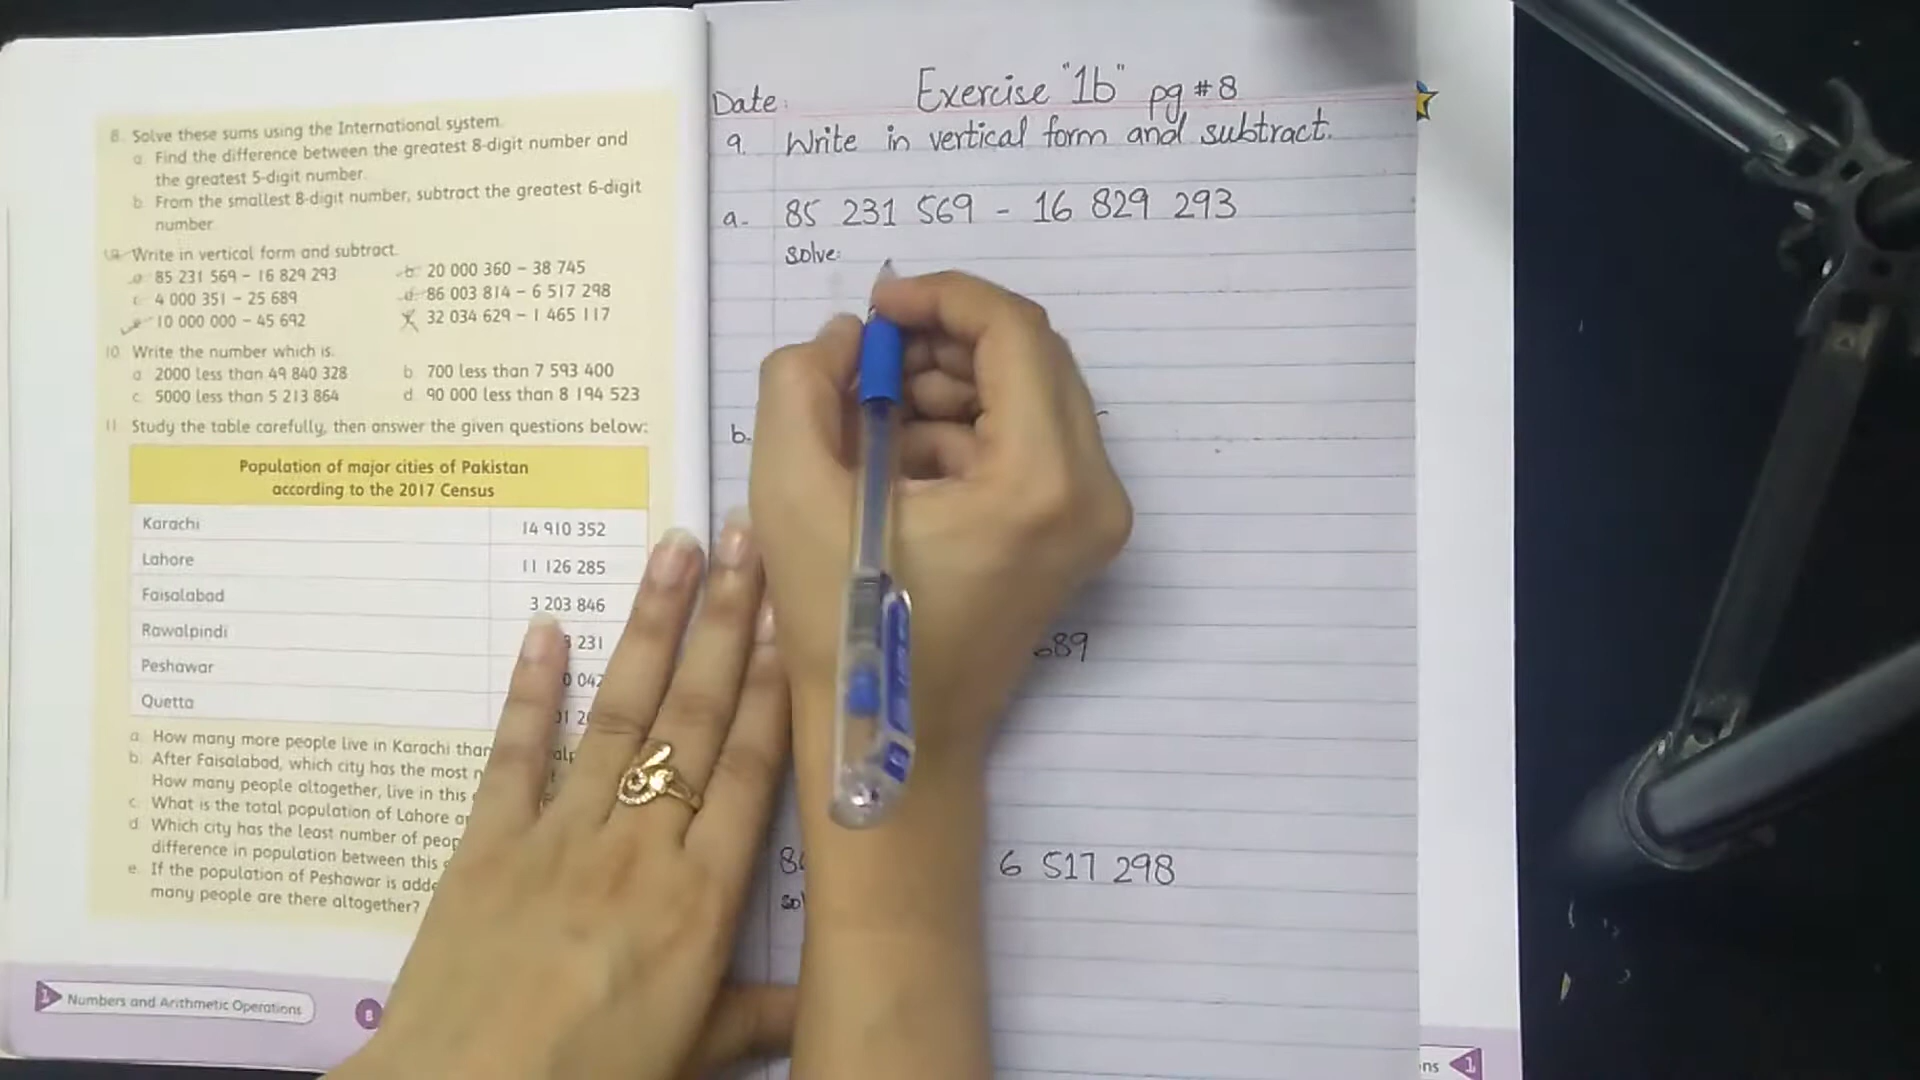 8. Solve these sums using the International system.
a. Find the difference between the greatest 8-digit number and
the greatest 5-digit number.
b. From the smallest 8-digit number, subtract the greatest 6-digit
number
9. Write in vertical form and subtract.
a. 85 231 569 - 16 829 293
b. 20 000 360 - 38 745
c. 4 000 351 - 25 689
d. 86 003 814 - 6 517 298
e. 10 000 000 - 45 692
32 034 629 - 1 465 117
10. Write the number which is.
a. 2000 less than 49 840 328
b. 700 less than 7 593 400
c. 5000 less than 5 213 864
d. 90 000 less than 8 194 523
11. Study the table carefully, then answer the given questions below:
Population of major cities of Pakistan
according to the 2017 Census
Karachi 14 910 352
Lahore 11 126 285
Faisalabad 3 203 846
Rawalpindi 231
Peshawar 042
Quetta
a. How many more people live in Karachi than
b. After Faisalabad, which city has the most
How many people altogether, live in this
c. What is the total population of Lahore
d. Which city has the least number of
difference in population between this
e. If the population of Peshawar is
many people are there altogether?
1 Numbers and Arithmetic Operations 8
Date: Exercise "1b" pg # 8
9. Write in vertical form and subtract.
a- 85 231 569 - 16 829 293
Solve:
b.
689
6 517 298
1